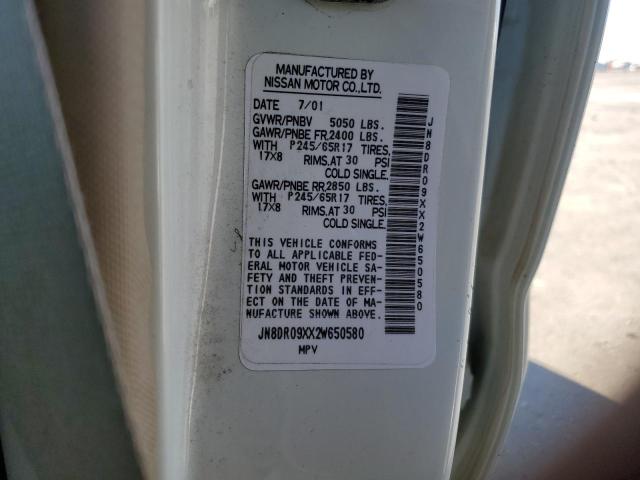 MANUFACTURED BY
NISSAN MOTOR CO.,LTD.
DATE 7/01
GVWR/PNBV 5050 LBS.
GAWR/PNBE FR,2400 LBS.
WITH P245/65R17 TIRES,
17X8 RIMS,AT 30 PSI
COLD SINGLE.
GAWR/PNBE RR,2850 LBS.
WITH P245/65R17 TIRES,
17X8 RIMS,AT 30 PSI
COLD SINGLE.
THIS VEHICLE CONFORMS
TO ALL APPLICABLE FED-
ERAL MOTOR VEHICLE SA-
FETY AND THEFT PREVEN-
TION STANDARDS IN EFF-
ECT ON THE DATE OF MA-
NUFACTURE SHOWN ABOVE.
JN8DR09XX2W650580
MPV
JN8DR09XX2W650580